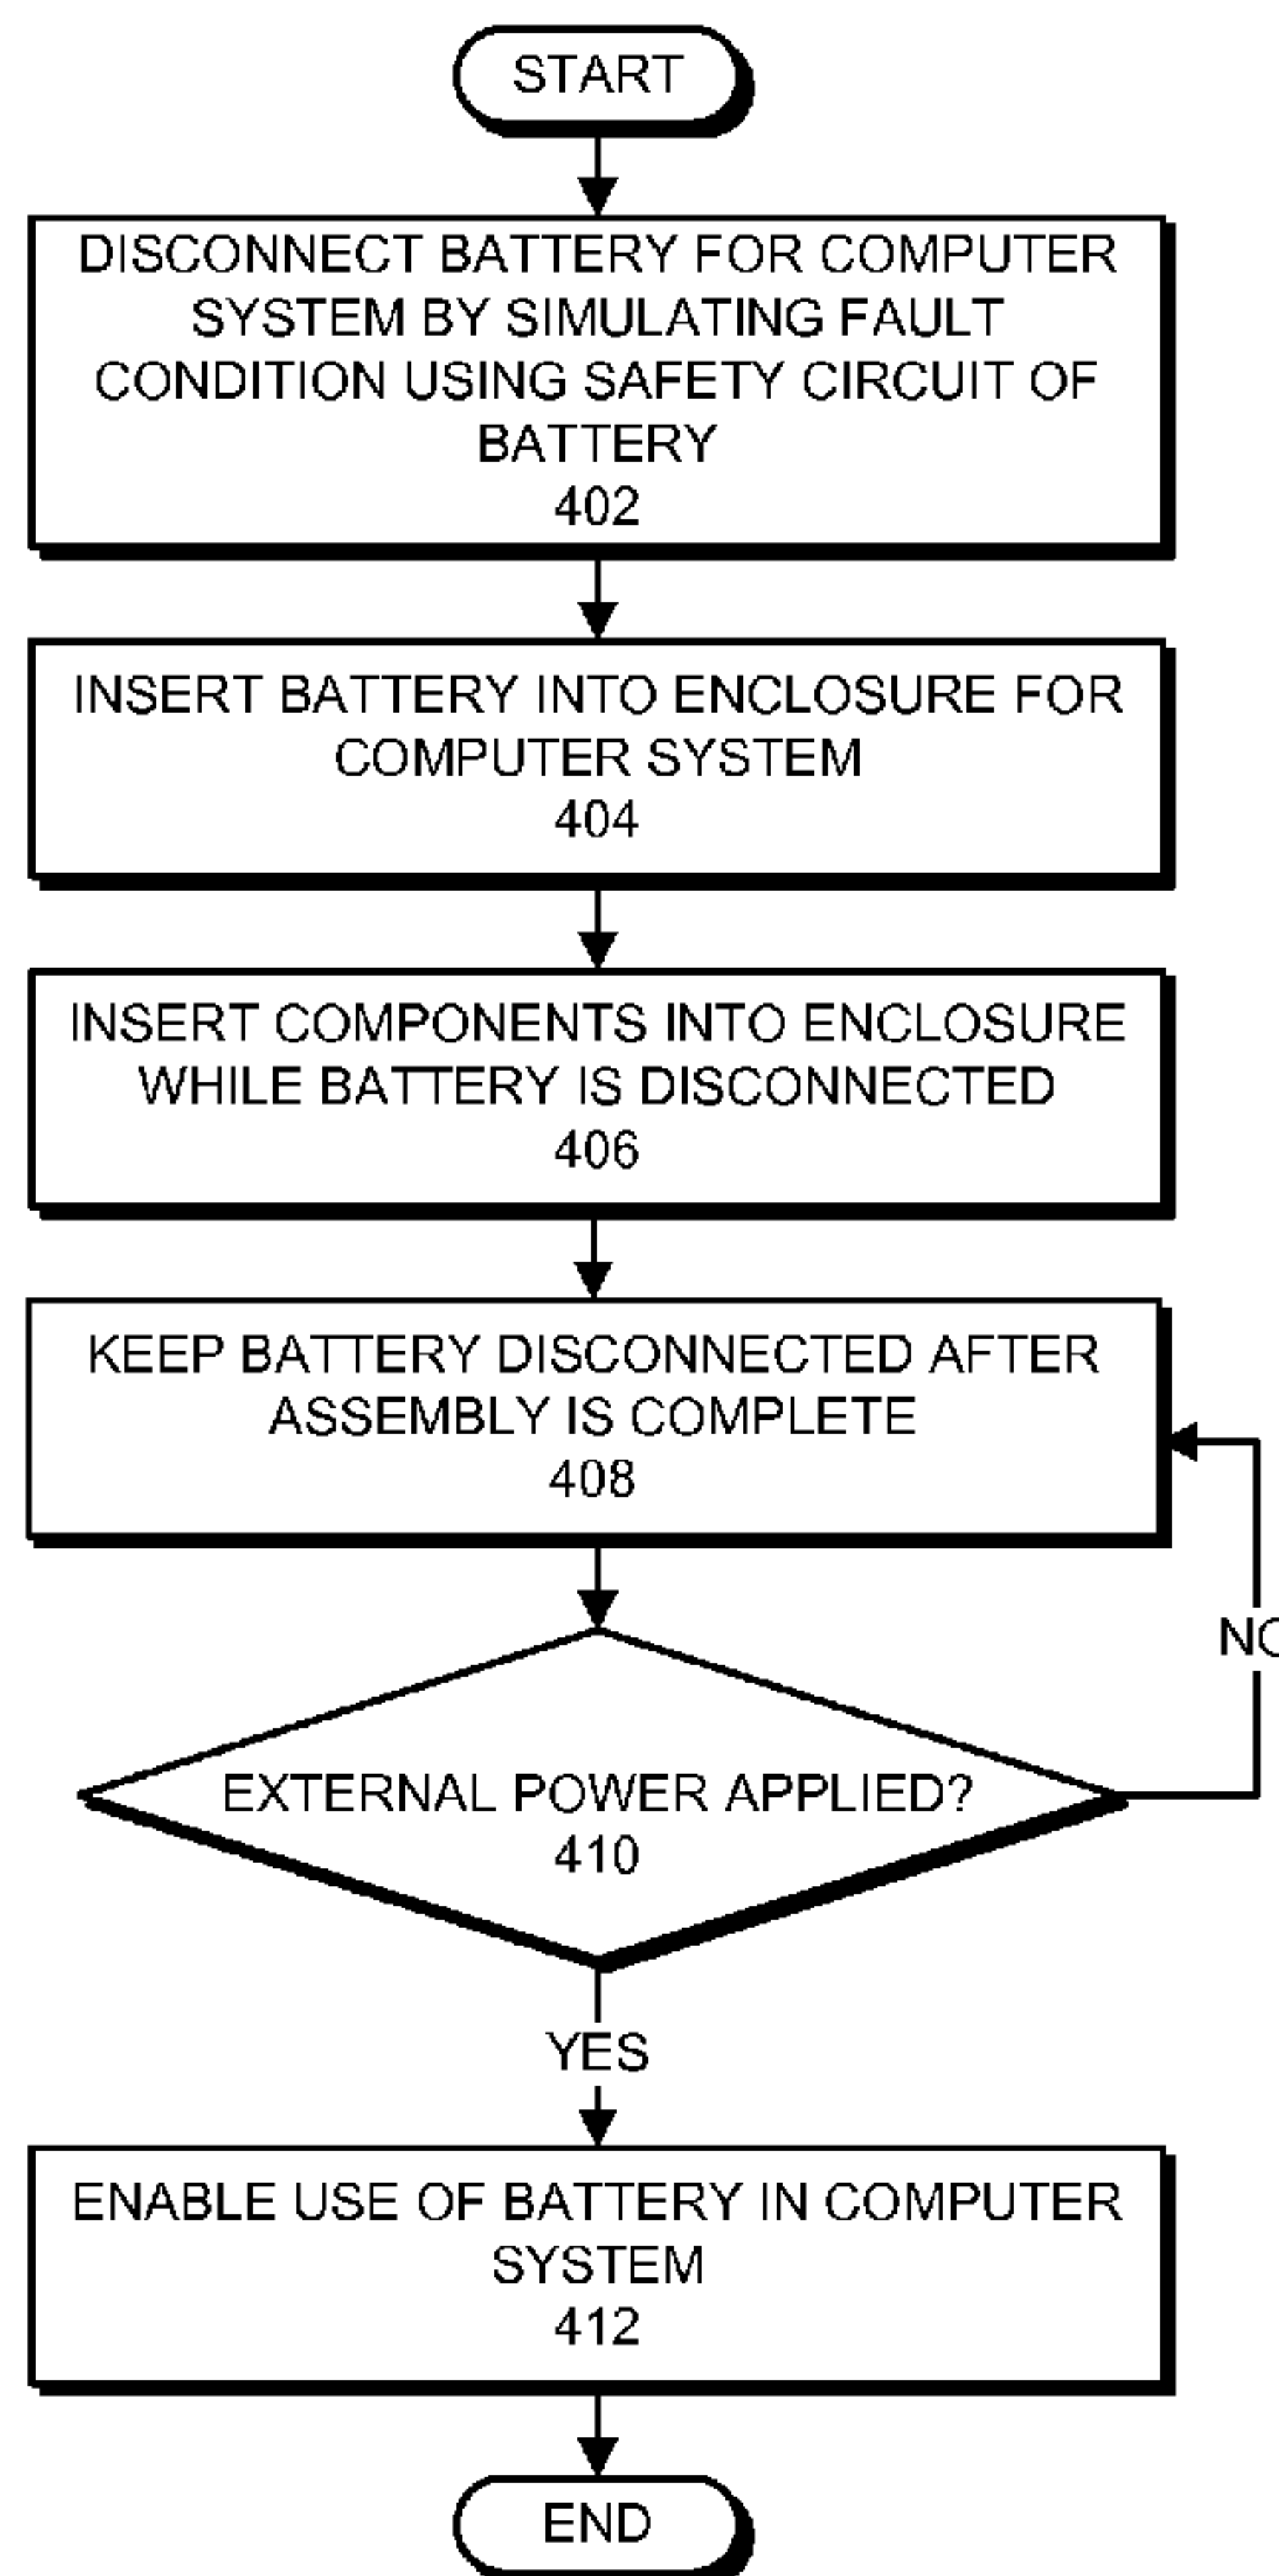 START
DISCONNECT BATTERY FOR COMPUTER
SYSTEM BY SIMULATING FAULT
CONDITION USING SAFETY CIRCUIT OF
BATTERY
402
INSERT BATTERY INTO ENCLOSURE FOR
COMPUTER SYSTEM
404
INSERT COMPONENTS INTO ENCLOSURE
WHILE BATTERY IS DISCONNECTED
406
KEEP BATTERY DISCONNECTED AFTER
ASSEMBLY IS COMPLETE
408
NO
EXTERNAL POWER APPLIED?
410
YES
ENABLE USE OF BATTERY IN COMPUTER
SYSTEM
412
END